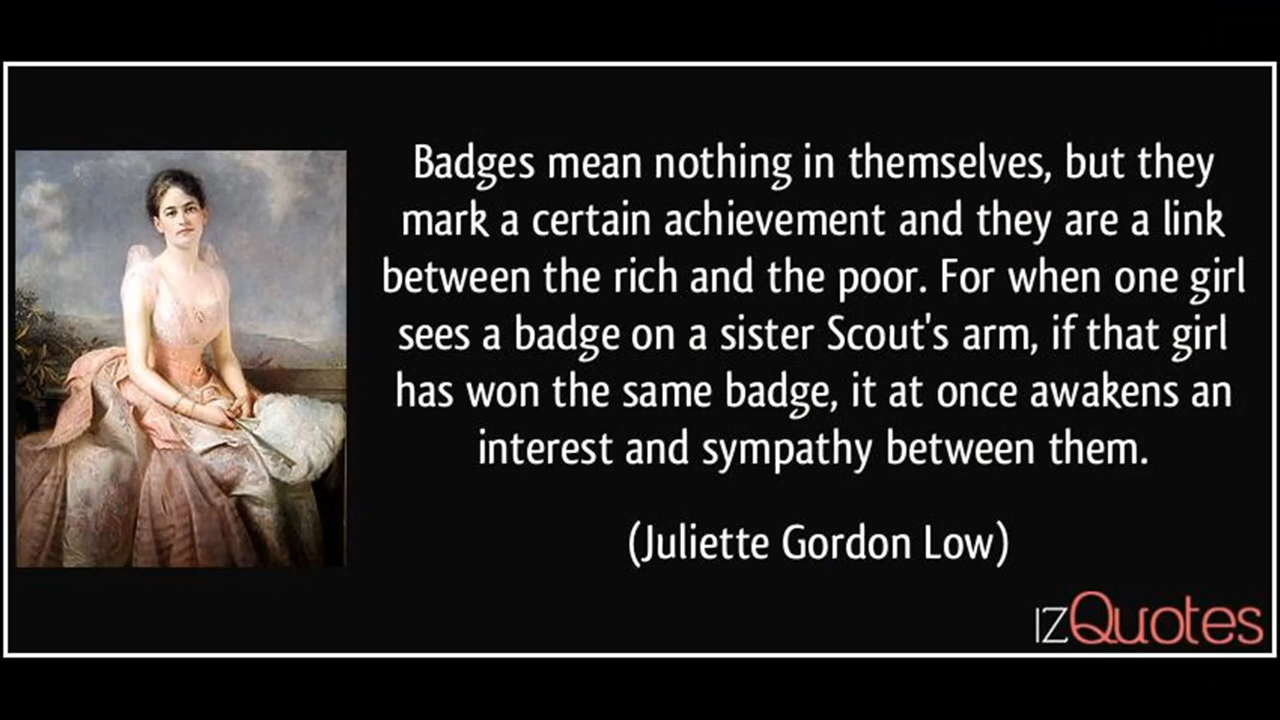 Badges mean nothing in themselves, but they
mark a certain achievement and they are a link
between the rich and the poor. For when one girl
sees a badge on a sister Scout's arm, if that girl
has won the same badge, it at once awakens an
interest and sympathy between them.
(Juliette Gordon Low)
IZQuotes